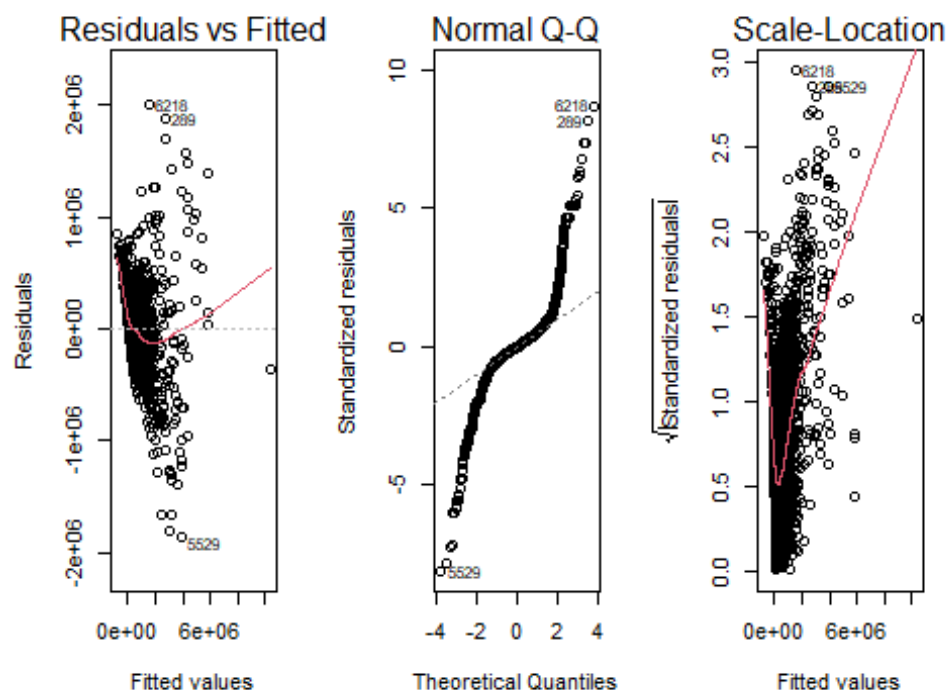 Residuals vs Fitted
Residuals
2e+06
1e+06
0e+00
-1e+06
-2e+06
6218
289
5529
0e+00 6e+06
Fitted values
Normal Q-Q
Standardized residuals
10
5
0
-5
6218
289
5529
-4 -2 0 2 4
Theoretical Quantiles
Scale-Location
√|Standardized residuals|
3.0
2.5
2.0
1.5
1.0
0.5
0.0
6218
5529
0e+00 6e+06
Fitted values